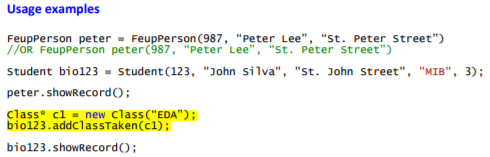 Usage examples
FeupPerson peter = FeupPerson(987, “Peter Lee”, “St. Peter Street”)
//OR FeupPerson peter(987, “Peter Lee”, “St. Peter Street”)
Student bio123 = Student(123, "John Silva", "St. John Street", "MIB", 3);
peter.showRecord();
Class* c1 = new Class(“EDA”);
bio123.addClassTaken(c1);
bio123.showRecord();